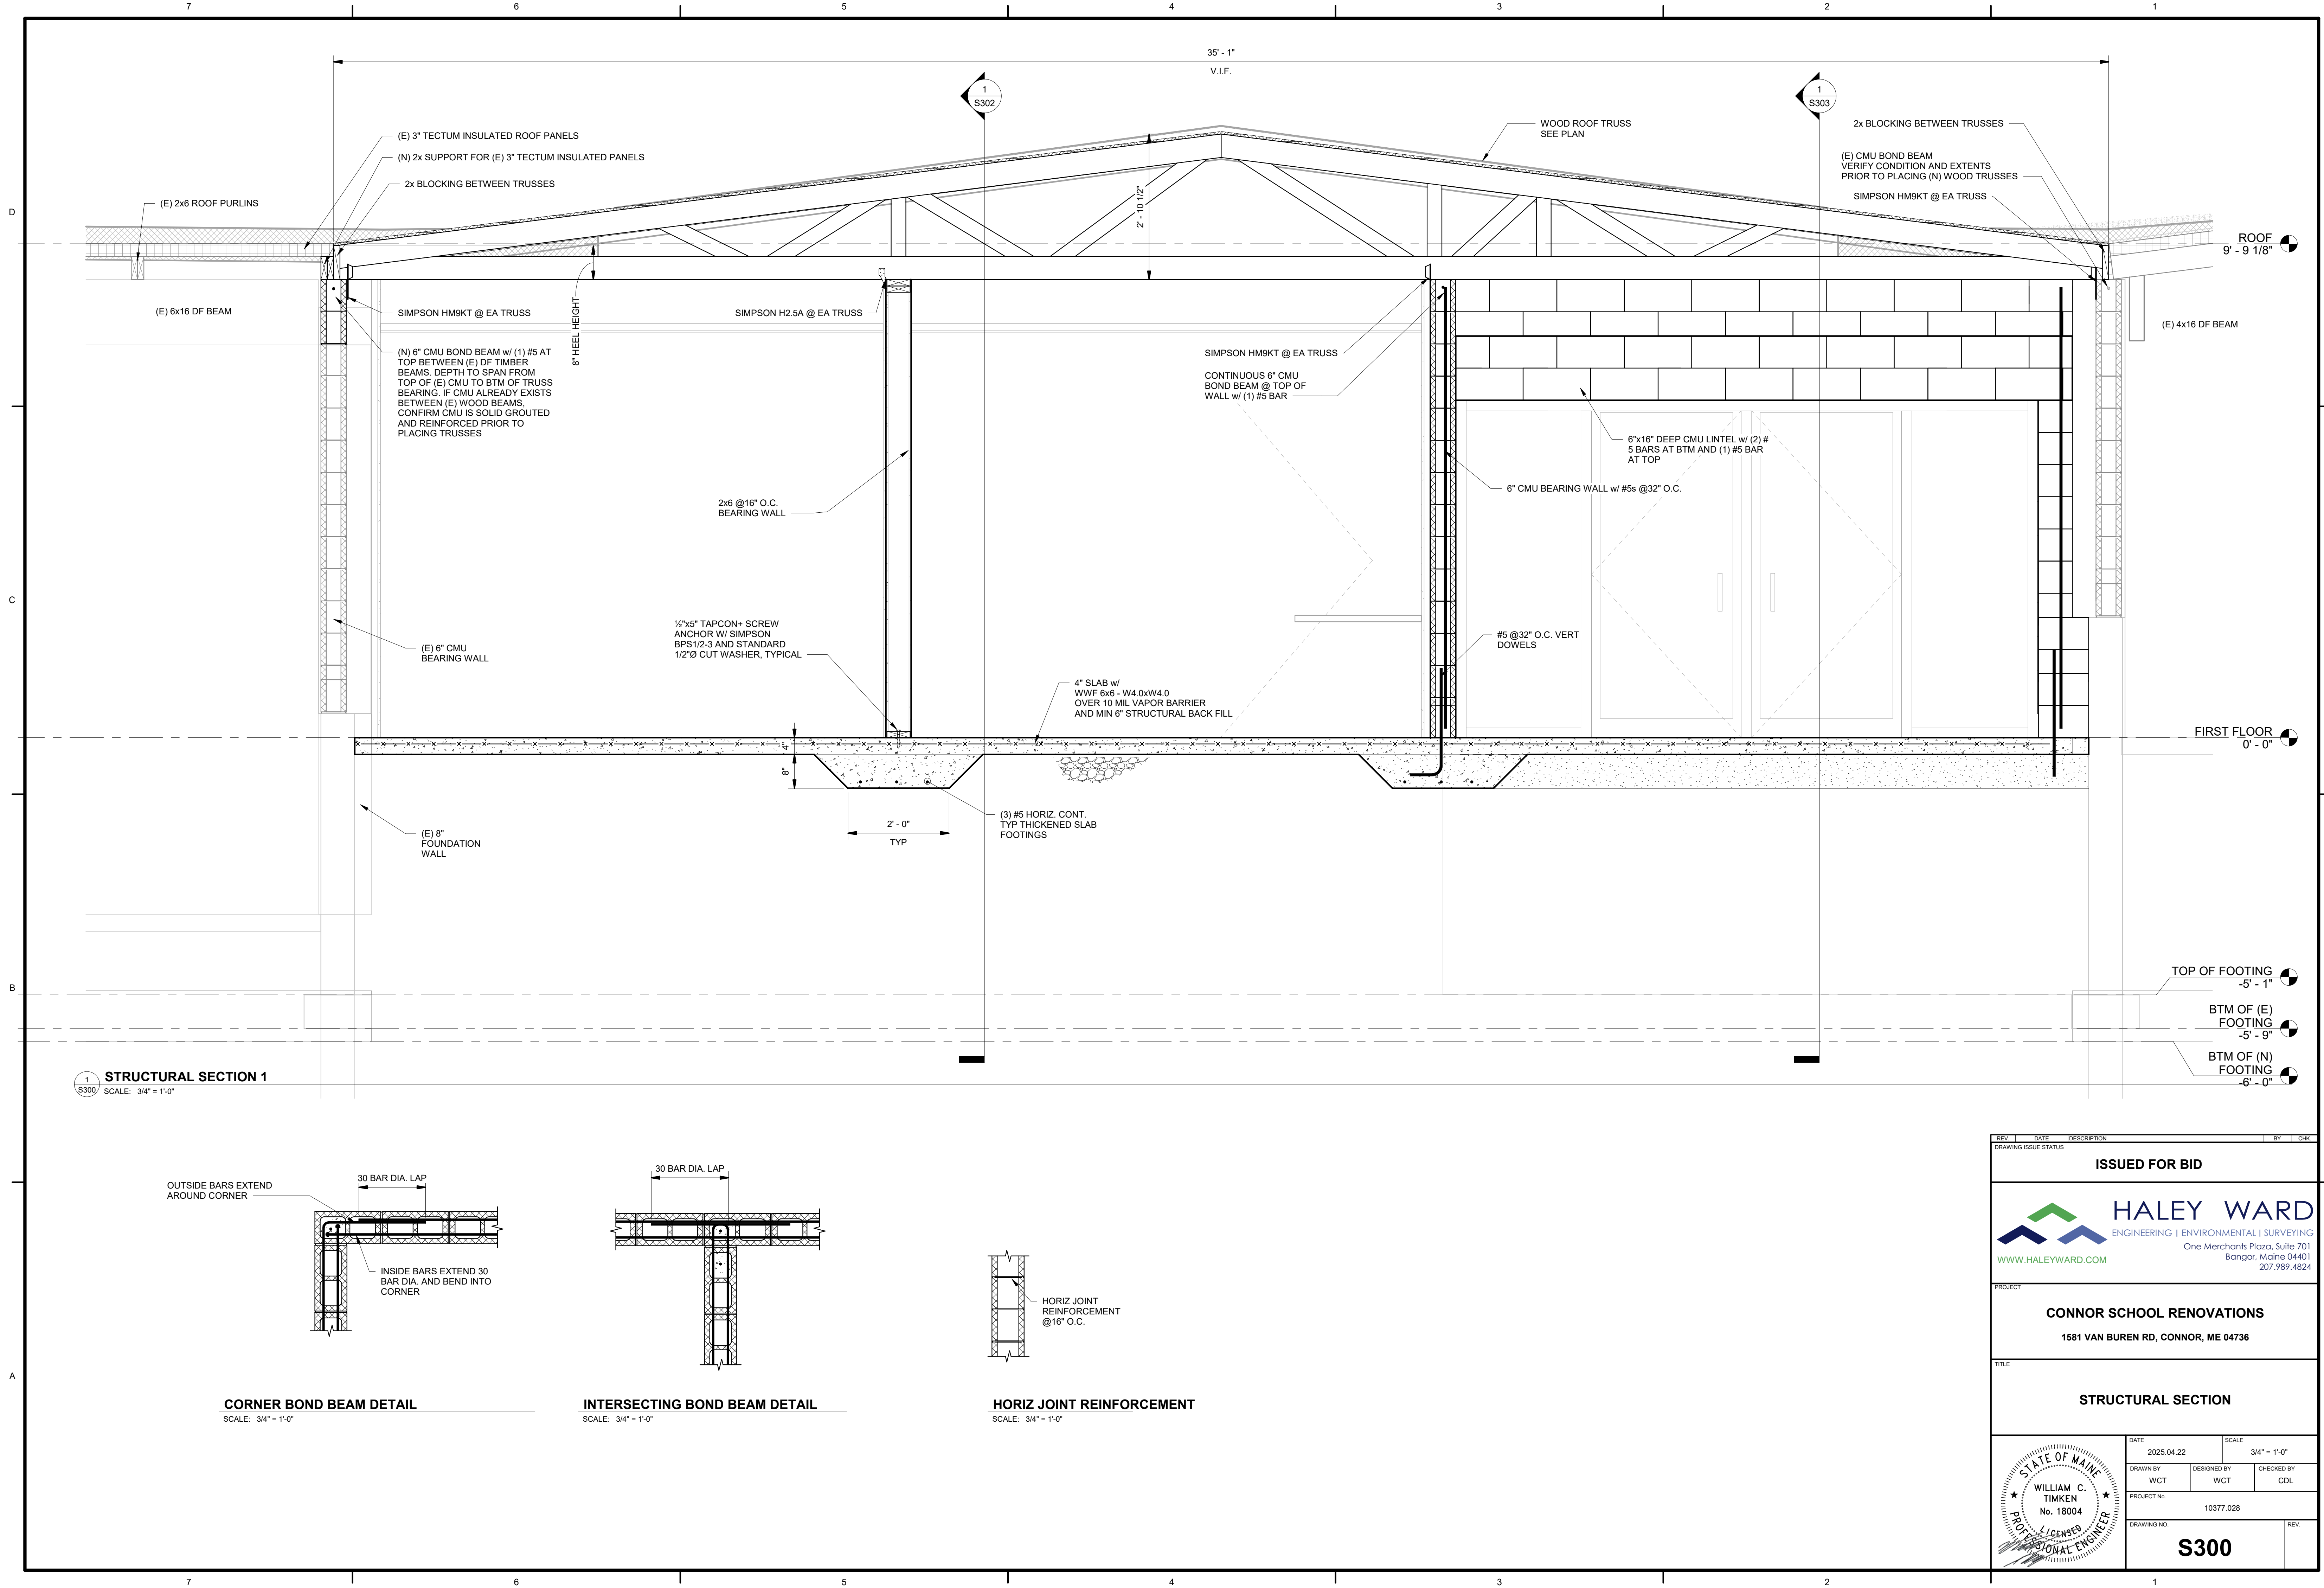 7 6 5 4 3 2 1
35' - 1"
V.I.F.
1
S302
1
S303
(E) 3" TECTUM INSULATED ROOF PANELS
(N) 2x SUPPORT FOR (E) 3" TECTUM INSULATED PANELS
2x BLOCKING BETWEEN TRUSSES
(E) 2x6 ROOF PURLINS
WOOD ROOF TRUSS
SEE PLAN
2x BLOCKING BETWEEN TRUSSES
(E) CMU BOND BEAM
VERIFY CONDITION AND EXTENTS
PRIOR TO PLACING (N) WOOD TRUSSES
SIMPSON HM9KT @ EA TRUSS
D
2' - 10 1/2"
ROOF
9' - 9 1/8"
(E) 6x16 DF BEAM
SIMPSON HM9KT @ EA TRUSS
8" HEEL HEIGHT
SIMPSON H2.5A @ EA TRUSS
(E) 4x16 DF BEAM
(N) 6" CMU BOND BEAM w/ (1) #5 AT
TOP BETWEEN (E) DF TIMBER
BEAMS. DEPTH TO SPAN FROM
TOP OF (E) CMU TO BTM OF TRUSS
BEARING. IF CMU ALREADY EXISTS
BETWEEN (E) WOOD BEAMS,
CONFIRM CMU IS SOLID GROUTED
AND REINFORCED PRIOR TO
PLACING TRUSSES
SIMPSON HM9KT @ EA TRUSS
CONTINUOUS 6" CMU
BOND BEAM @ TOP OF
WALL w/ (1) #5 BAR
6"x16" DEEP CMU LINTEL w/ (2) #
5 BARS AT BTM AND (1) #5 BAR
AT TOP
2x6 @16" O.C.
BEARING WALL
6" CMU BEARING WALL w/ #5s @32" O.C.
C
½"x5" TAPCON+ SCREW
ANCHOR W/ SIMPSON
BPS1/2-3 AND STANDARD
1/2"Ø CUT WASHER, TYPICAL
(E) 6" CMU
BEARING WALL
#5 @32" O.C. VERT
DOWELS
4" SLAB w/
WWF 6x6 - W4.0xW4.0
OVER 10 MIL VAPOR BARRIER
AND MIN 6" STRUCTURAL BACK FILL
FIRST FLOOR
0' - 0"
4"
8"
2' - 0"
TYP
(3) #5 HORIZ. CONT.
TYP THICKENED SLAB
FOOTINGS
(E) 8"
FOUNDATION
WALL
B
TOP OF FOOTING
-5' - 1"
BTM OF (E)
FOOTING
-5' - 9"
BTM OF (N)
FOOTING
-6' - 0"
1
S300
STRUCTURAL SECTION 1
SCALE: 3/4" = 1'-0"
OUTSIDE BARS EXTEND
AROUND CORNER
30 BAR DIA. LAP
INSIDE BARS EXTEND 30
BAR DIA. AND BEND INTO
CORNER
CORNER BOND BEAM DETAIL
SCALE: 3/4" = 1'-0"
30 BAR DIA. LAP
INTERSECTING BOND BEAM DETAIL
SCALE: 3/4" = 1'-0"
HORIZ JOINT
REINFORCEMENT
@16" O.C.
HORIZ JOINT REINFORCEMENT
SCALE: 3/4" = 1'-0"
A
REV. DATE DESCRIPTION BY CHK.
DRAWING ISSUE STATUS
ISSUED FOR BID
HALEY WARD
ENGINEERING | ENVIRONMENTAL | SURVEYING
One Merchants Plaza, Suite 701
Bangor, Maine 04401
207.989.4824
WWW.HALEYWARD.COM
PROJECT
CONNOR SCHOOL RENOVATIONS
1581 VAN BUREN RD, CONNOR, ME 04736
TITLE
STRUCTURAL SECTION
STATE OF MAINE
WILLIAM C.
TIMKEN
No. 18004
LICENSED
PROFESSIONAL ENGINEER
DATE SCALE
2025.04.22 3/4" = 1'-0"
DRAWN BY DESIGNED BY CHECKED BY
WCT WCT CDL
PROJECT No.
10377.028
DRAWING NO. REV.
S300
7 6 5 4 3 2 1